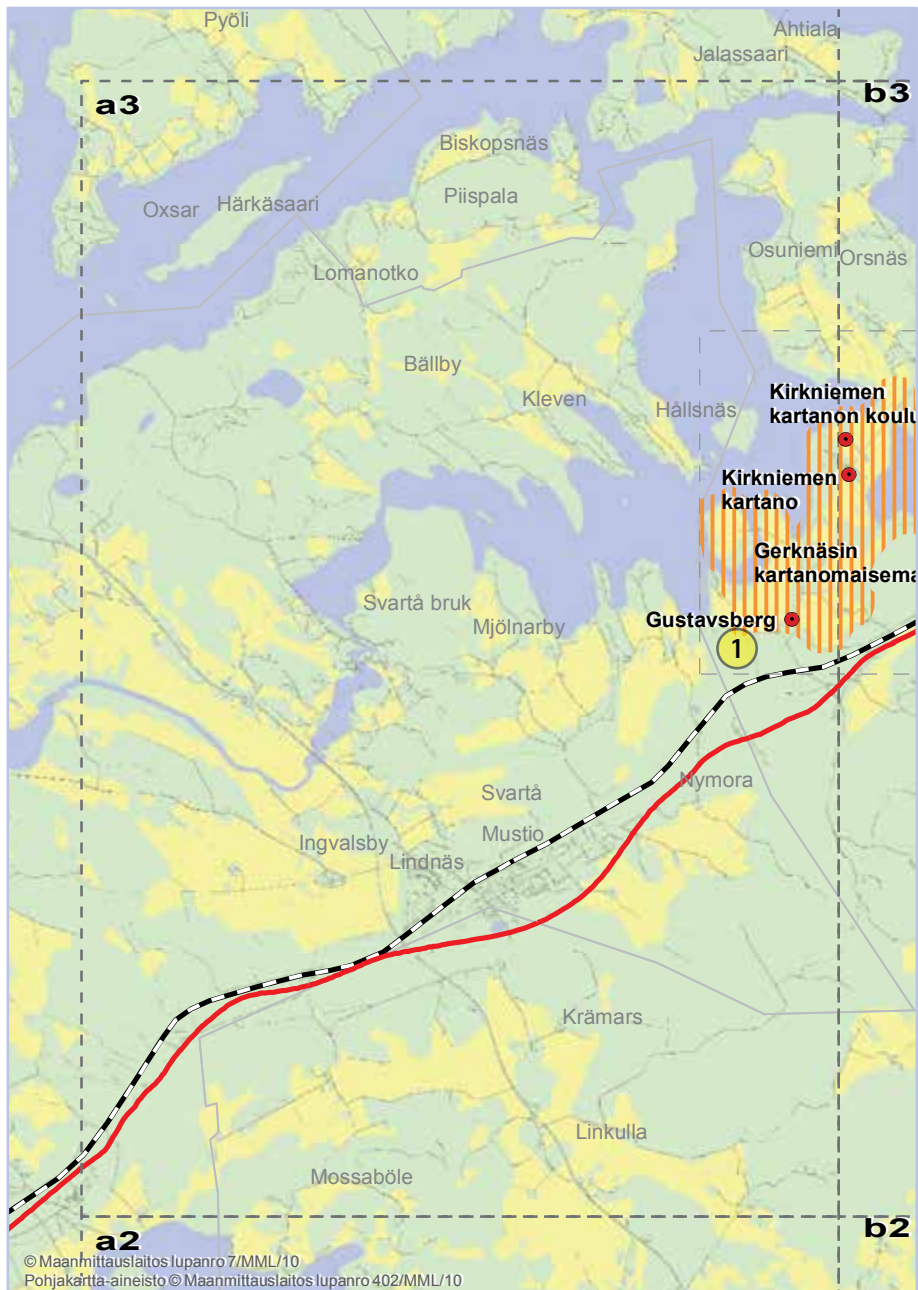 Pyöli
Ahtiala
Jalassaari
a3
b3
Biskopsnäs
Piispala
Oxsar
Härkäsaari
Osuniemi
Orsnäs
Lomanotko
Bällby
Kleven
Hållsnäs
Kirkniemen
kartanon koulu
Kirkniemen
kartano
Gerknäsin
kartanomaisema
Svartå bruk
Mjölnarby
Gustavsberg
1
Nymora
Svartå
Mustio
Ingvalsby
Lindnäs
Krämars
Linkulla
Mossaböle
a2
b2
© Maanmittauslaitos lupanro 7/MML/10
Pohjakartta-aineisto © Maanmittauslaitos lupanro 402/MML/10